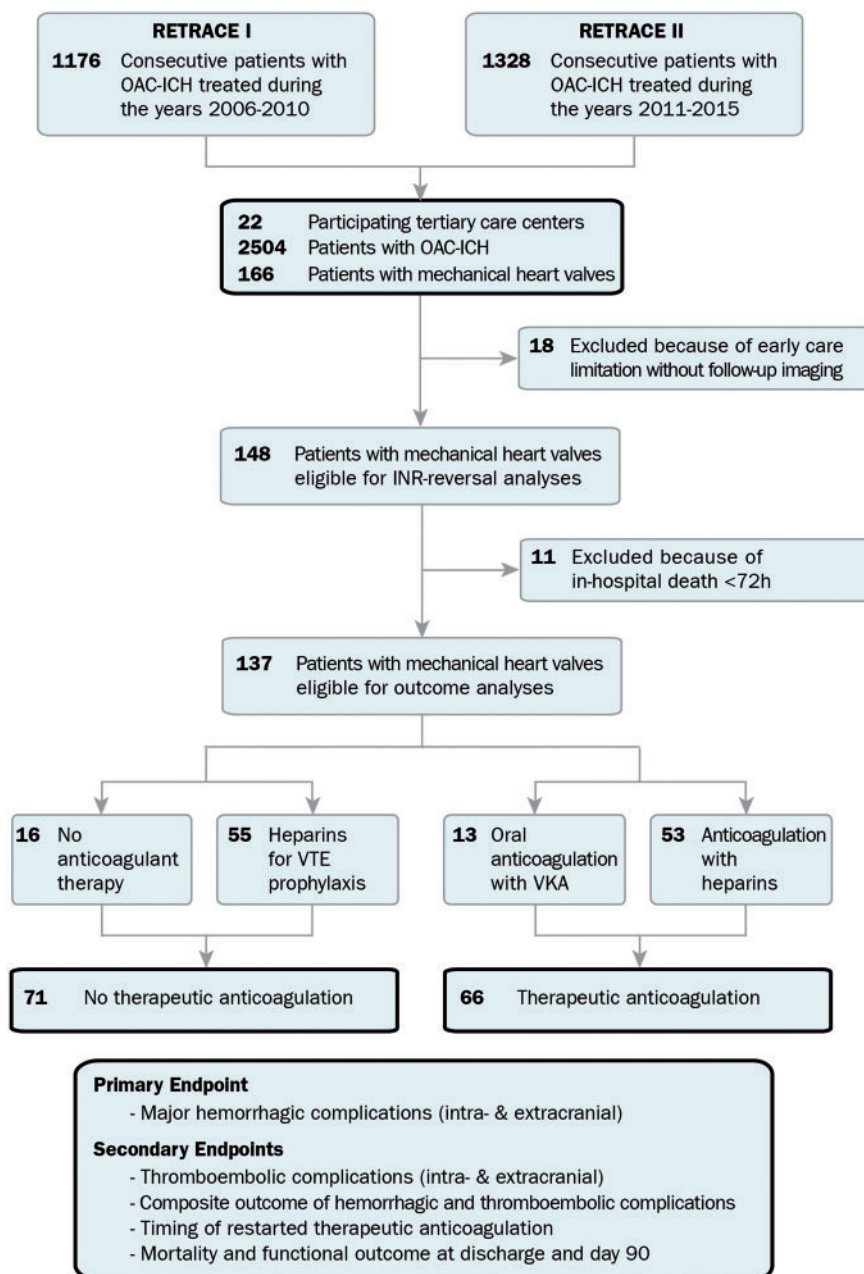 RETRACE I
1176 Consecutive patients with
OAC-ICH treated during
the years 2006-2010
RETRACE II
1328 Consecutive patients with
OAC-ICH treated during
the years 2011-2015
22 Participating tertiary care centers
2504 Patients with OAC-ICH
166 Patients with mechanical heart valves
18 Excluded because of early care
limitation without follow-up imaging
148 Patients with mechanical heart valves
eligible for INR-reversal analyses
11 Excluded because of
in-hospital death <72h
137 Patients with mechanical heart valves
eligible for outcome analyses
16 No
anticoagulant
therapy
55 Heparins
for VTE
prophylaxis
13 Oral
anticoagulation
with VKA
53 Anticoagulation
with
heparins
71 No therapeutic anticoagulation
66 Therapeutic anticoagulation
Primary Endpoint
- Major hemorrhagic complications (intra- & extracranial)
Secondary Endpoints
- Thromboembolic complications (intra- & extracranial)
- Composite outcome of hemorrhagic and thromboembolic complications
- Timing of restarted therapeutic anticoagulation
- Mortality and functional outcome at discharge and day 90